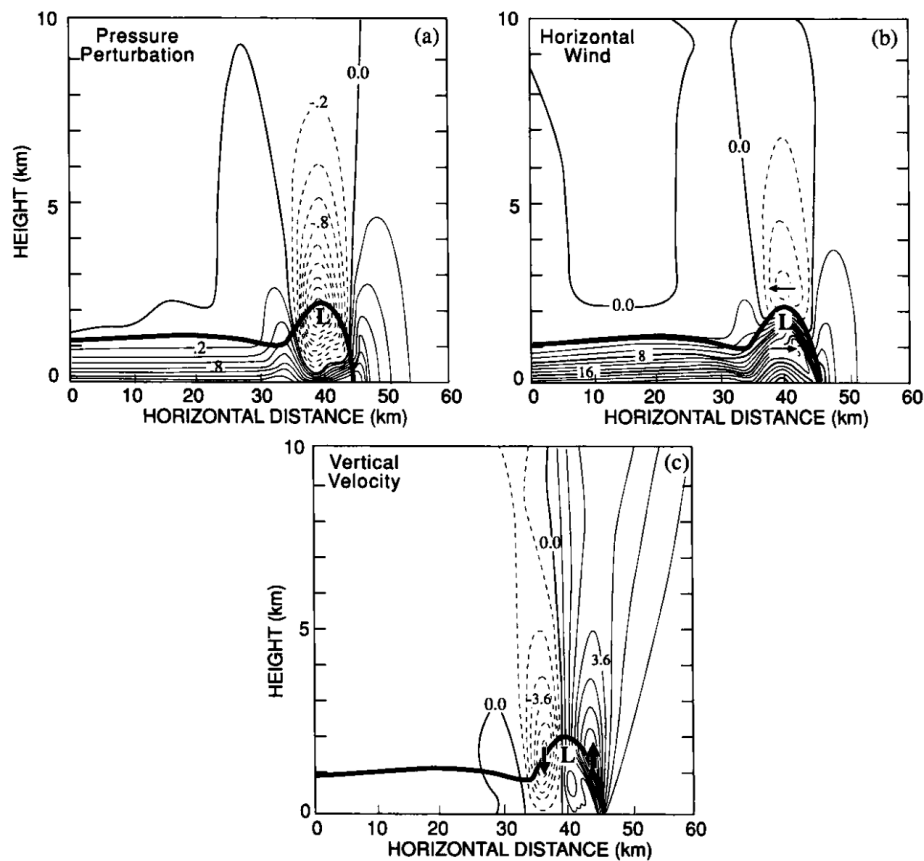 10
Pressure
Perturbation
(a)
0.0
-.2
-.8
5
HEIGHT (km)
L
-.2
.8
0
0 10 20 30 40 50 60
HORIZONTAL DISTANCE (km)
10
Horizontal
Wind
(b)
0.0
5
0.0
L
8
16
0
0 10 20 30 40 50 60
HORIZONTAL DISTANCE (km)
10
Vertical
Velocity
(c)
0.0
5
HEIGHT (km)
3.6
0.0
-3.6
L
0
0 10 20 30 40 50 60
HORIZONTAL DISTANCE (km)